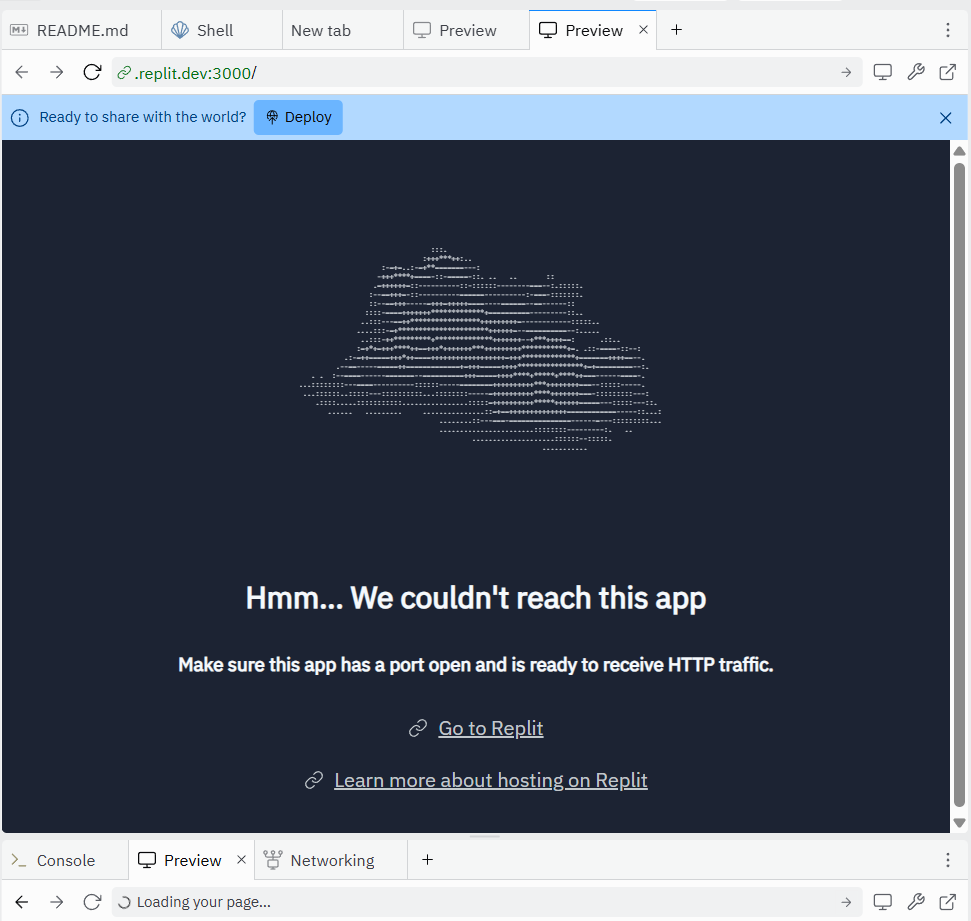 README.md Shell New tab Preview Preview
.replit.dev:3000/
Ready to share with the world? Deploy
Hmm... We couldn't reach this app
Make sure this app has a port open and is ready to receive HTTP traffic.
Go to Replit
Learn more about hosting on Replit
Console Preview Networking
Loading your page...